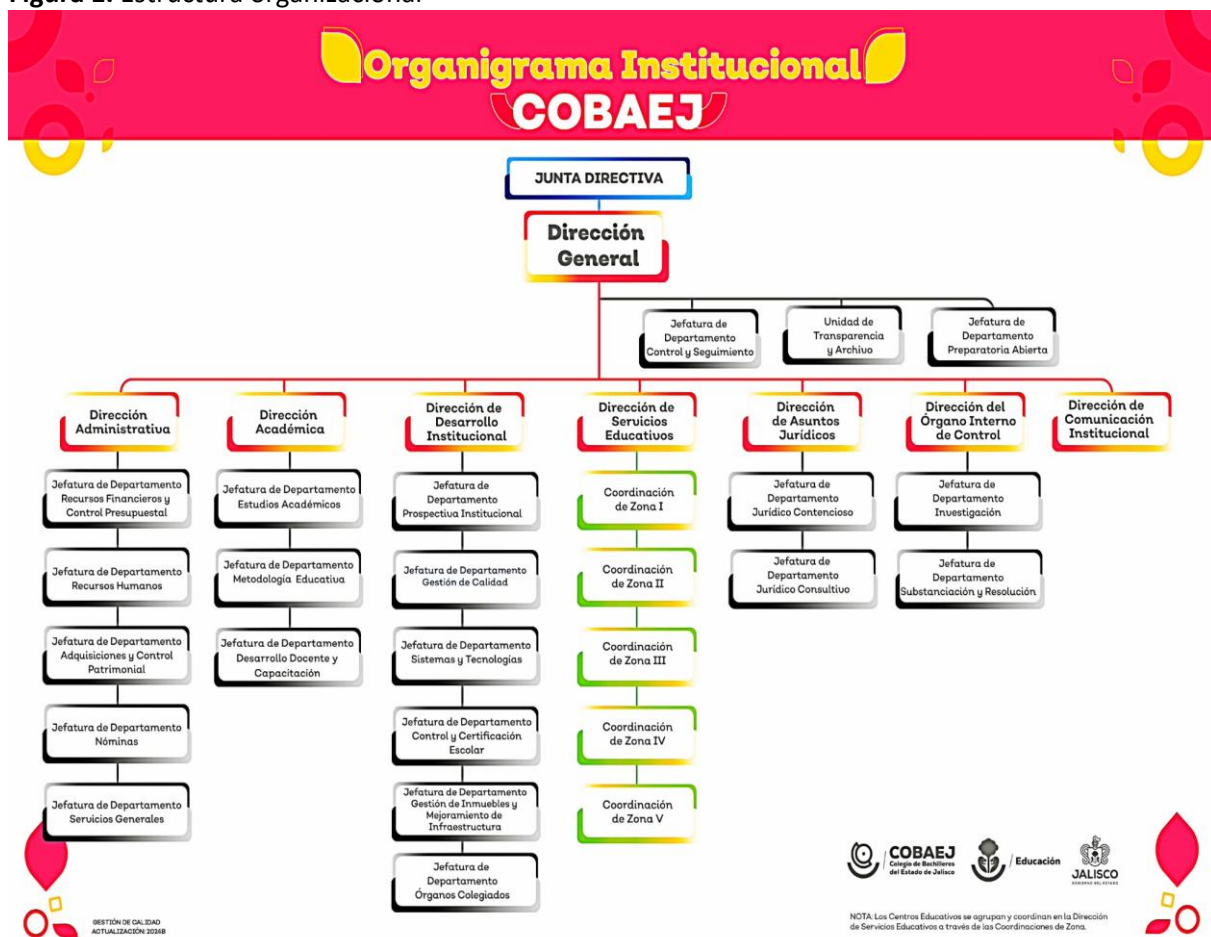 Figura 1. Estructura organizacional
Organigrama Institucional
COBAEJ
JUNTA DIRECTIVA
Dirección
General
Jefatura de
Departamento
Control y Seguimiento
Unidad de
Transparencia
y Archivo
Jefatura de
Departamento
Preparatoria Abierta
Dirección
Administrativa
Dirección
Académica
Dirección de
Desarrollo
Institucional
Dirección de
Servicios
Educativos
Dirección
de Asuntos
Jurídicos
Dirección del
Órgano Interno
de Control
Dirección de
Comunicación
Institucional
Jefatura de Departamento
Recursos Financieros y
Control Presupuestal
Jefatura de Departamento
Recursos Humanos
Jefatura de Departamento
Adquisiciones y Control
Patrimonial
Jefatura de Departamento
Nóminas
Jefatura de Departamento
Servicios Generales
Jefatura de Departamento
Estudios Académicos
Jefatura de Departamento
Metodología Educativa
Jefatura de Departamento
Desarrollo Docente y
Capacitación
Jefatura de
Departamento
Prospectiva Institucional
Jefatura de Departamento
Gestión de Calidad
Jefatura de Departamento
Sistemas y Tecnologías
Jefatura de Departamento
Control y Certificación
Escolar
Jefatura de Departamento
Gestión de Inmuebles y
Mejoramiento de
Infraestructura
Jefatura de
Departamento
Órganos Colegiados
Coordinación
de Zona I
Coordinación
de Zona II
Coordinación
de Zona III
Coordinación
de Zona IV
Coordinación
de Zona V
Jefatura de
Departamento
Jurídico Contencioso
Jefatura de
Departamento
Jurídico Consultivo
Jefatura de
Departamento
Investigación
Jefatura de
Departamento
Substanciación y Resolución
COBAEJ
Colegio de Bachilleres
del Estado de Jalisco
Educación
JALISCO
GOBIERNO DEL ESTADO
GESTIÓN DE CALIDAD
ACTUALIZACIÓN 2024B
NOTA: Los Centros Educativos se agrupan y coordinan en la Dirección
de Servicios Educativos a través de las Coordinaciones de Zona.